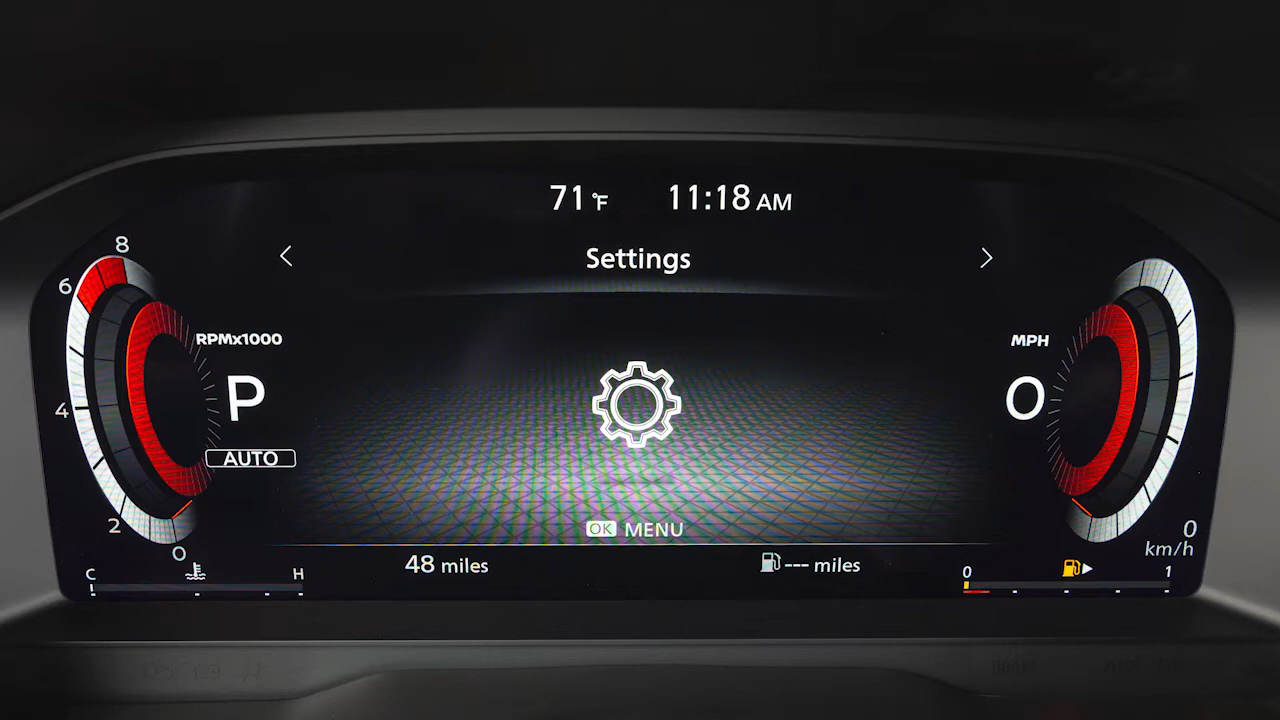 71 °F 11:18 AM
Settings
8
6
RPMx1000
MPH
P
0
4
AUTO
2
OK MENU
0
0
km/h
C H
48 miles
--- miles
0 1